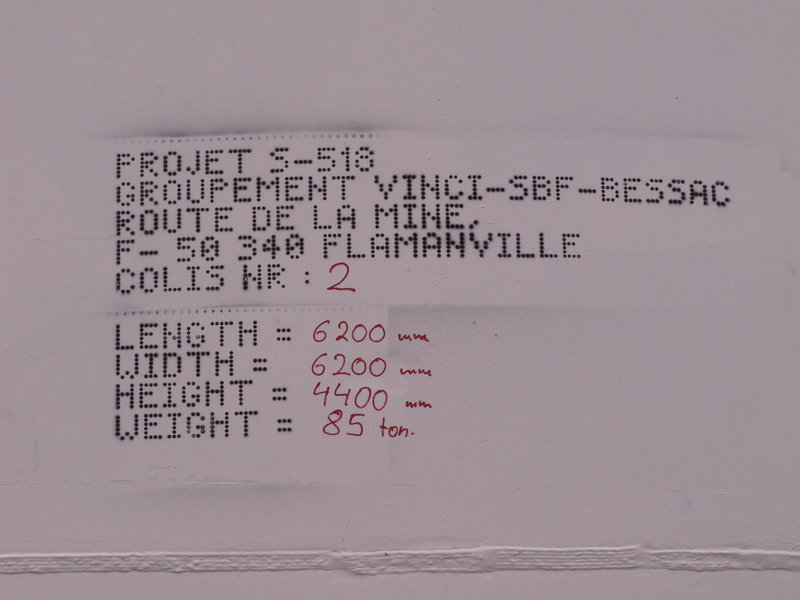 PROJET S-518
GROUPEMENT VINCI-SBF-BESSAC
ROUTE DE LA MINE,
F- 50 340 FLAMANVILLE
COLIS NR : 2
LENGTH = 6200 mm
WIDTH = 6200 mm
HEIGHT = 4400 mm
WEIGHT = 85 ton.